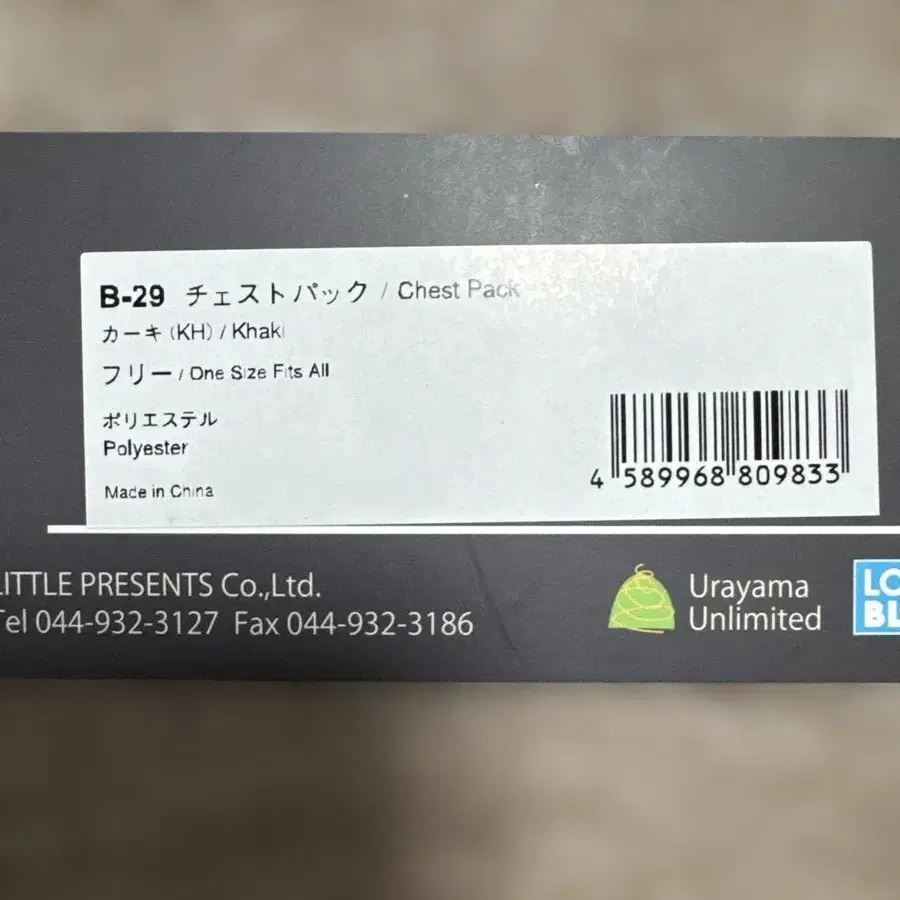 B-29 チェストパック / Chest Pack
カーキ (KH) / Khaki
フリー / One Size Fits All
ポリエステル
Polyester
Made in China
4 589968 809833
LITTLE PRESENTS Co.,Ltd.
Tel 044-932-3127 Fax 044-932-3186
Urayama
Unlimited
LO
BL